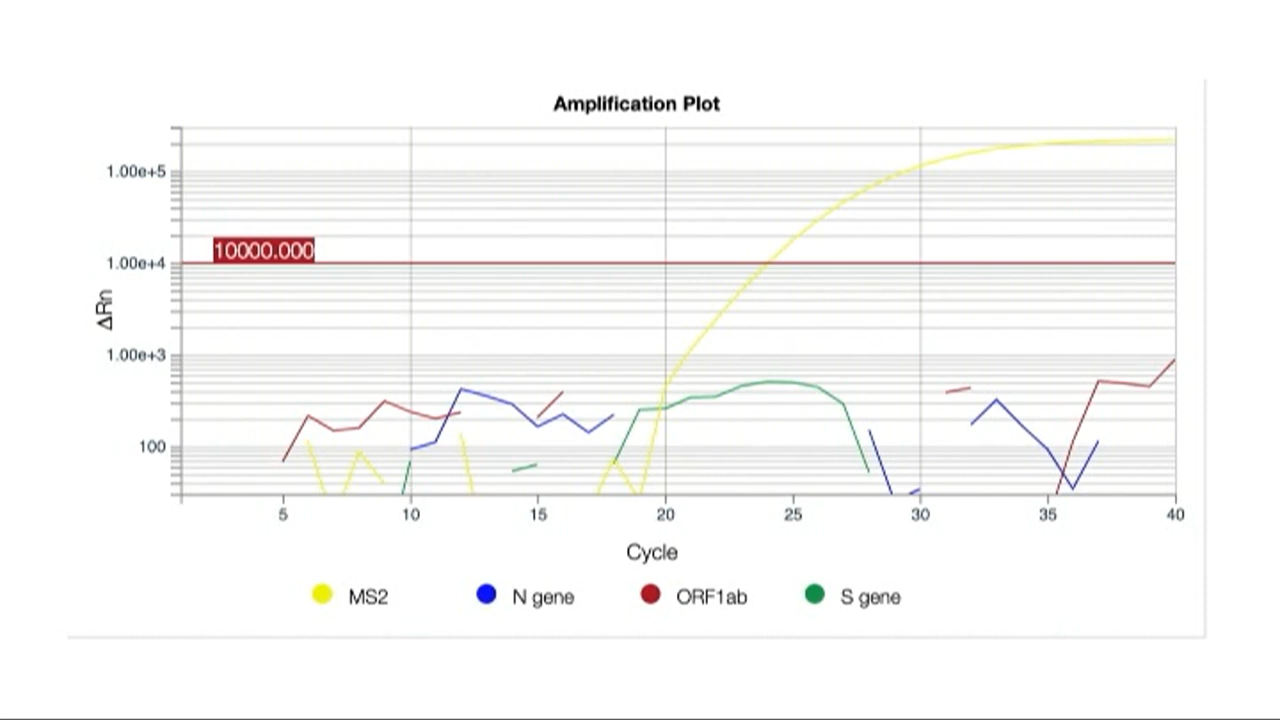 Amplification Plot
1.00e+5
10000.000
1.00e+4
ΔRn
1.00e+3
100
5 10 15 20 25 30 35 40
Cycle
MS2 N gene ORF1ab S gene